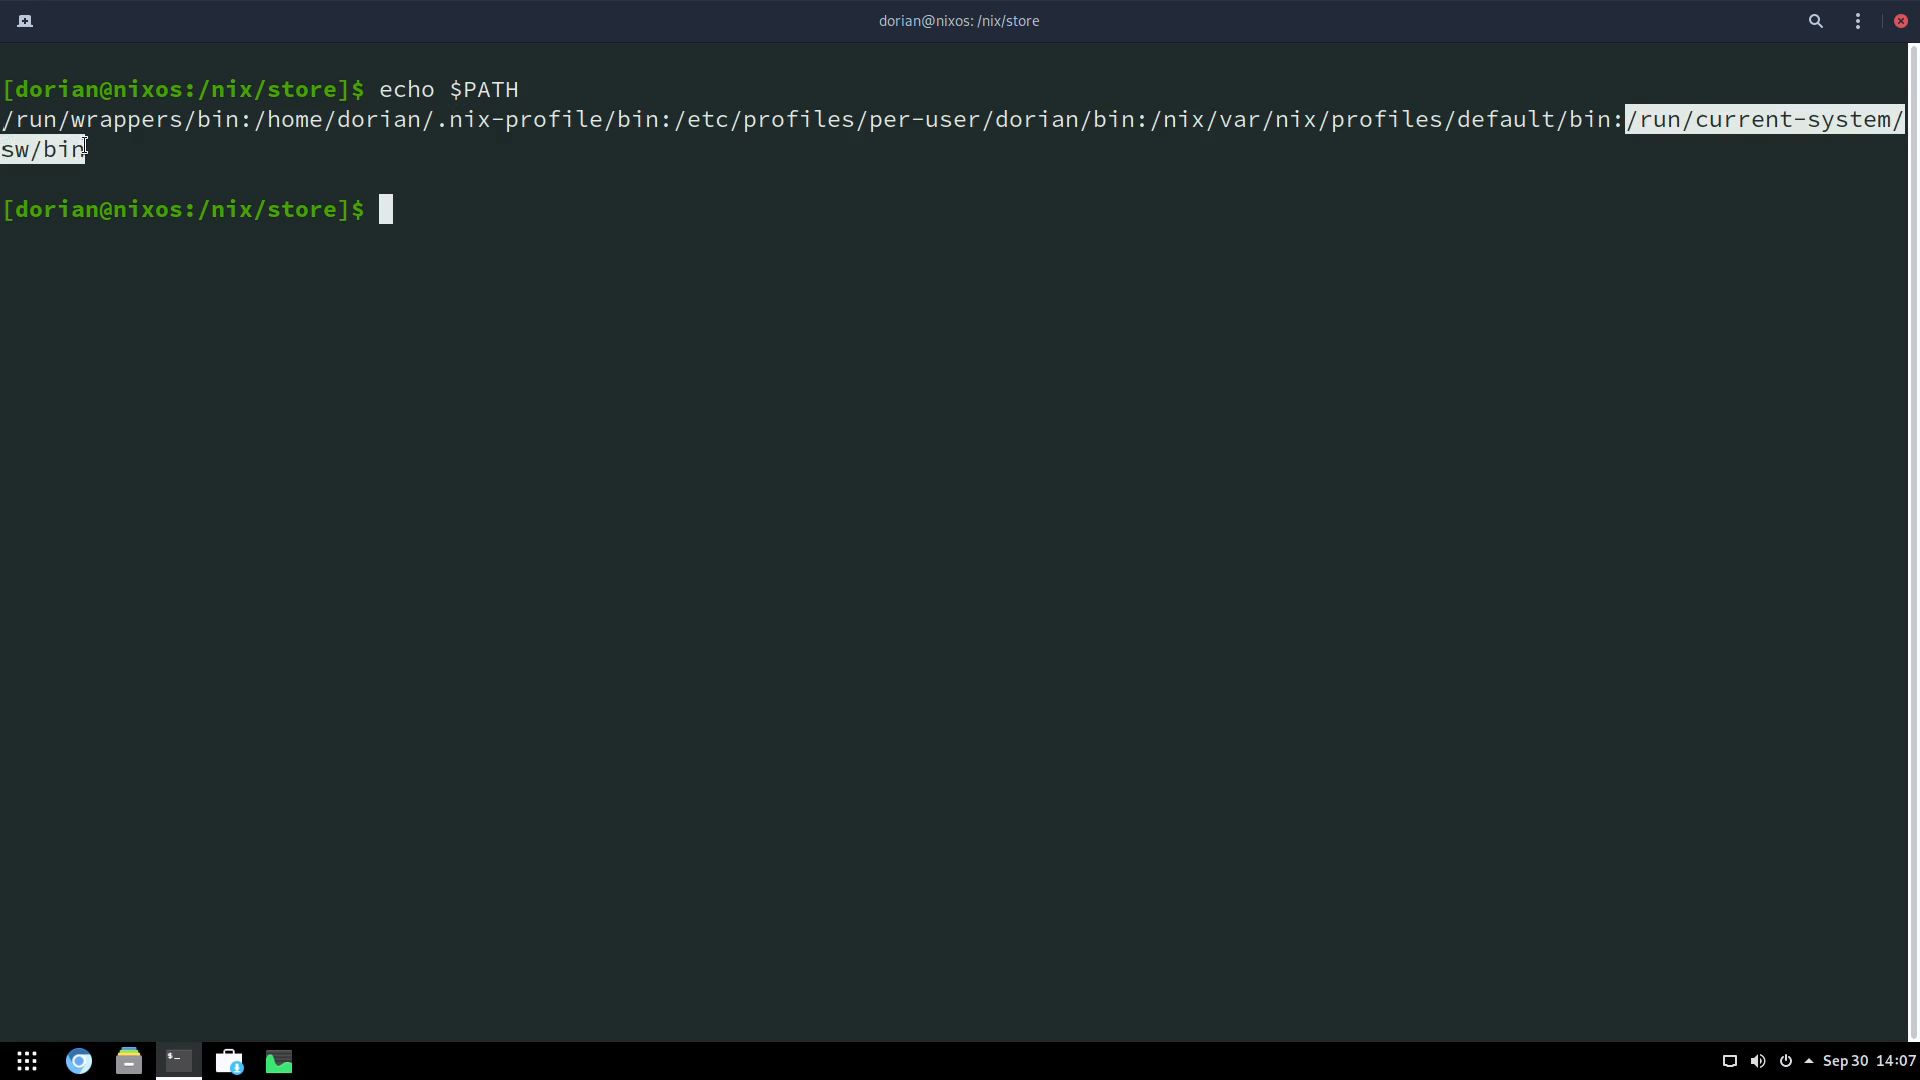 dorian@nixos: /nix/store
[dorian@nixos:/nix/store]$ echo $PATH
/run/wrappers/bin:/home/dorian/.nix-profile/bin:/etc/profiles/per-user/dorian/bin:/nix/var/nix/profiles/default/bin:/run/current-system/
sw/bin
[dorian@nixos:/nix/store]$
$_
Sep 30 14:07